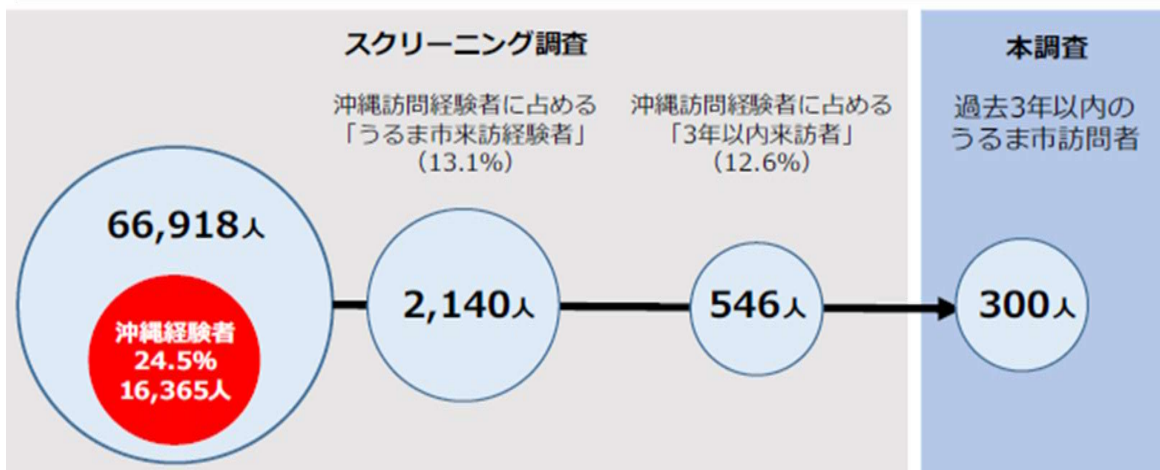 スクリーニング調査
沖縄訪問経験者に占める
「うるま市来訪経験者」
(13.1%)
沖縄訪問経験者に占める
「3年以内来訪者」
(12.6%)
本調査
過去3年以内の
うるま市訪問者
66,918人
沖縄経験者
24.5%
16,365人
2,140人
546人
300人